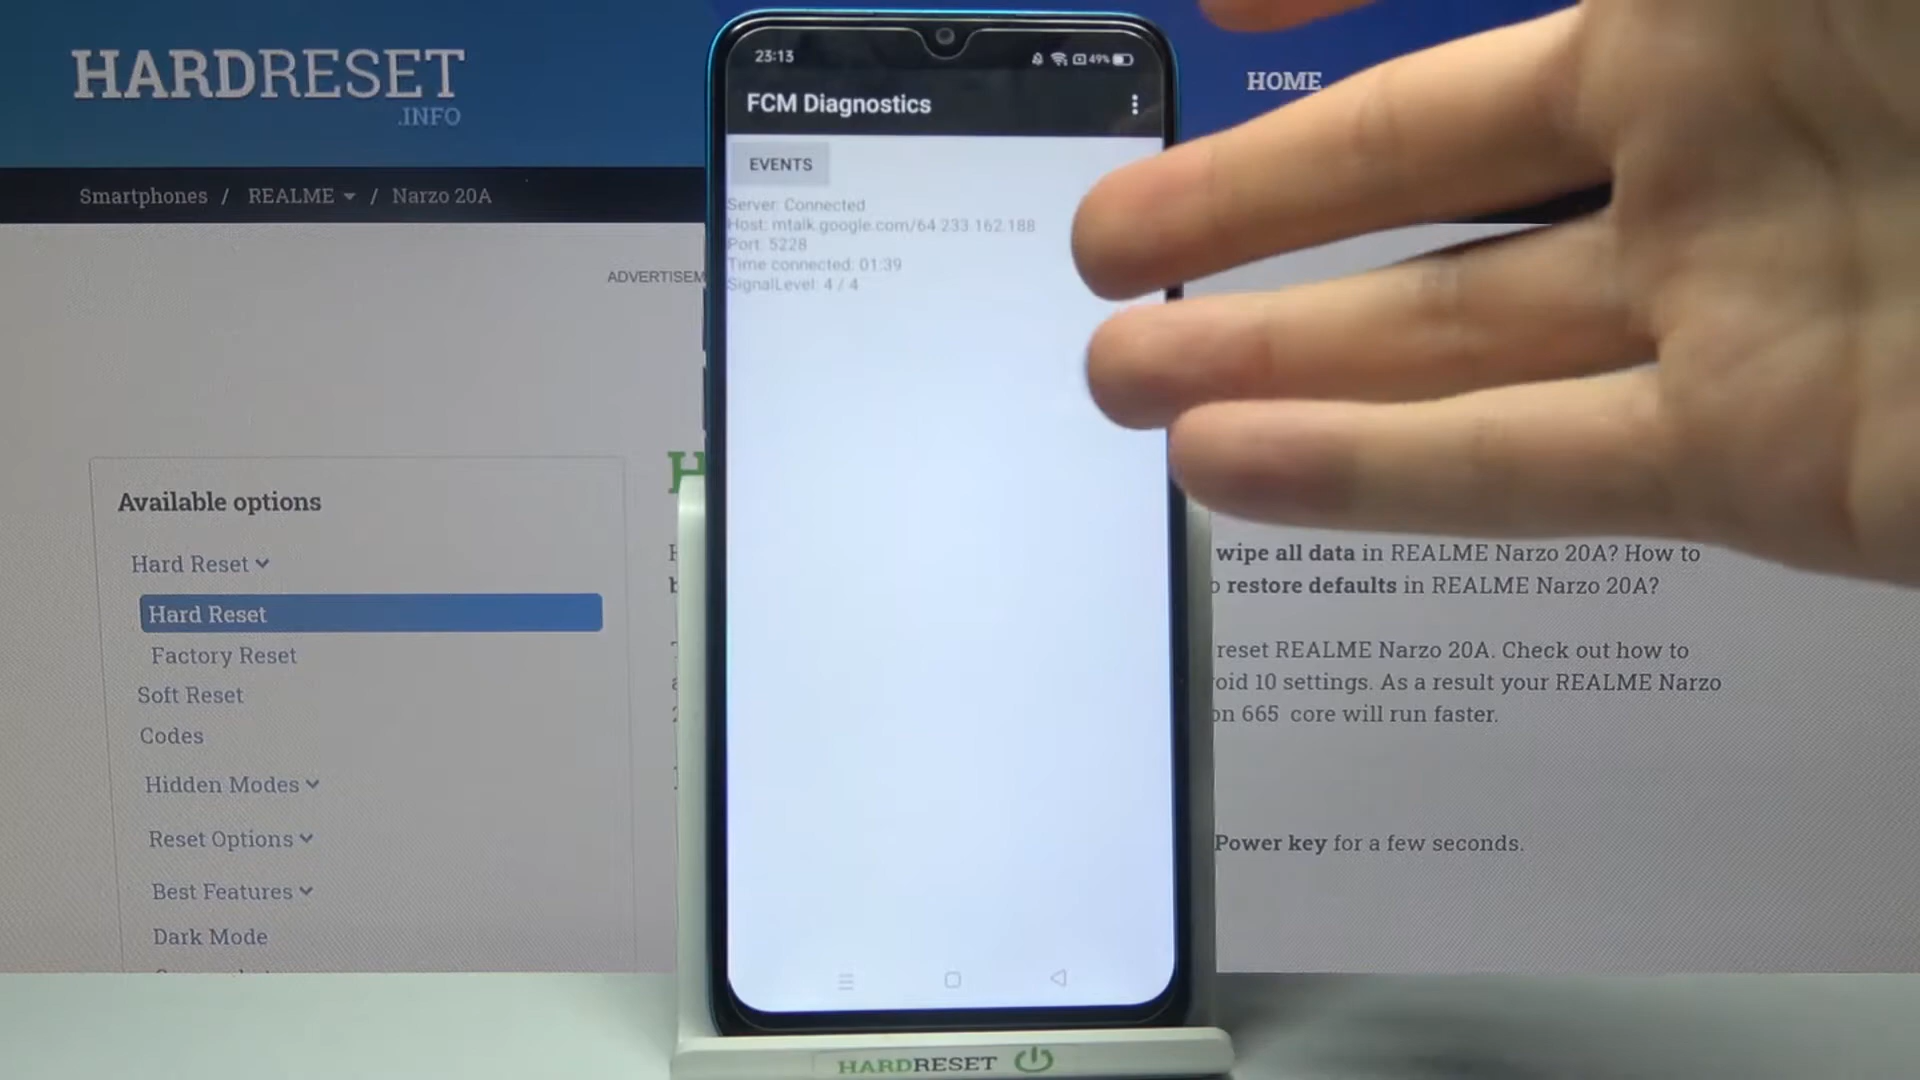 HARDRESET
.INFO
HOME
Smartphones / REALME / Narzo 20A
ADVERTISEM
Available options
Hard Reset
Hard Reset
Factory Reset
Soft Reset
Codes
Hidden Modes
Reset Options
Best Features
Dark Mode
23:13
49%
FCM Diagnostics
EVENTS
Server: Connected
Host: mtalk.google.com/64.233.162.188
Port: 5228
Time connected: 01:39
SignalLevel: 4 / 4
H
wipe all data in REALME Narzo 20A? How to
restore defaults in REALME Narzo 20A?
reset REALME Narzo 20A. Check out how to
oid 10 settings. As a result your REALME Narzo
on 665 core will run faster.
Power key for a few seconds.
HARDRESET